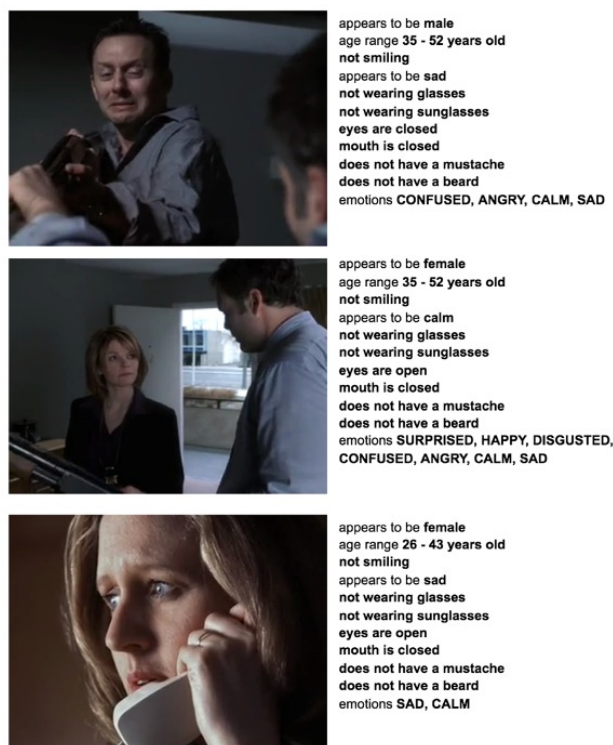 appears to be male
age range 35 - 52 years old
not smiling
appears to be sad
not wearing glasses
not wearing sunglasses
eyes are closed
mouth is closed
does not have a mustache
does not have a beard
emotions CONFUSED, ANGRY, CALM, SAD
appears to be female
age range 35 - 52 years old
not smiling
appears to be calm
not wearing glasses
not wearing sunglasses
eyes are open
mouth is closed
does not have a mustache
does not have a beard
emotions SURPRISED, HAPPY, DISGUSTED,
CONFUSED, ANGRY, CALM, SAD
appears to be female
age range 26 - 43 years old
not smiling
appears to be sad
not wearing glasses
not wearing sunglasses
eyes are open
mouth is closed
does not have a mustache
does not have a beard
emotions SAD, CALM